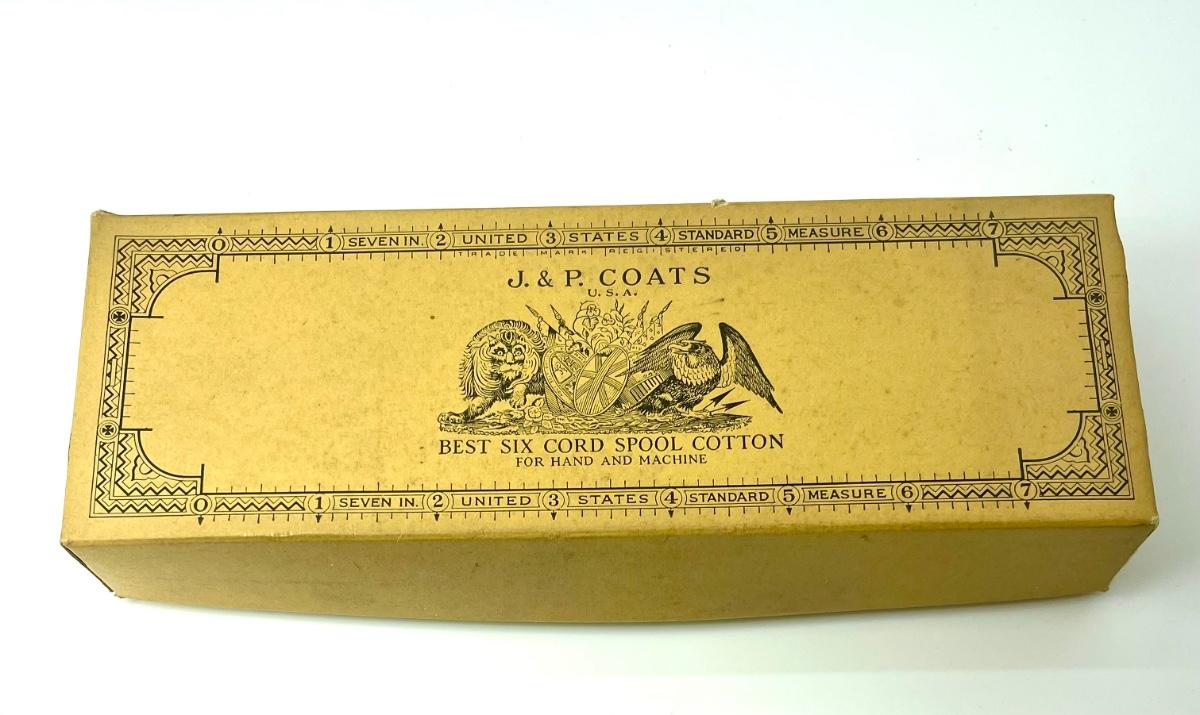 0 1 SEVEN IN. 2 UNITED 3 STATES 4 STANDARD 5 MEASURE 6 7
TRADE MARK REGISTERED
J. & P. COATS
U.S.A.
BEST SIX CORD SPOOL COTTON
FOR HAND AND MACHINE
0 1 SEVEN IN. 2 UNITED 3 STATES 4 STANDARD 5 MEASURE 6 7